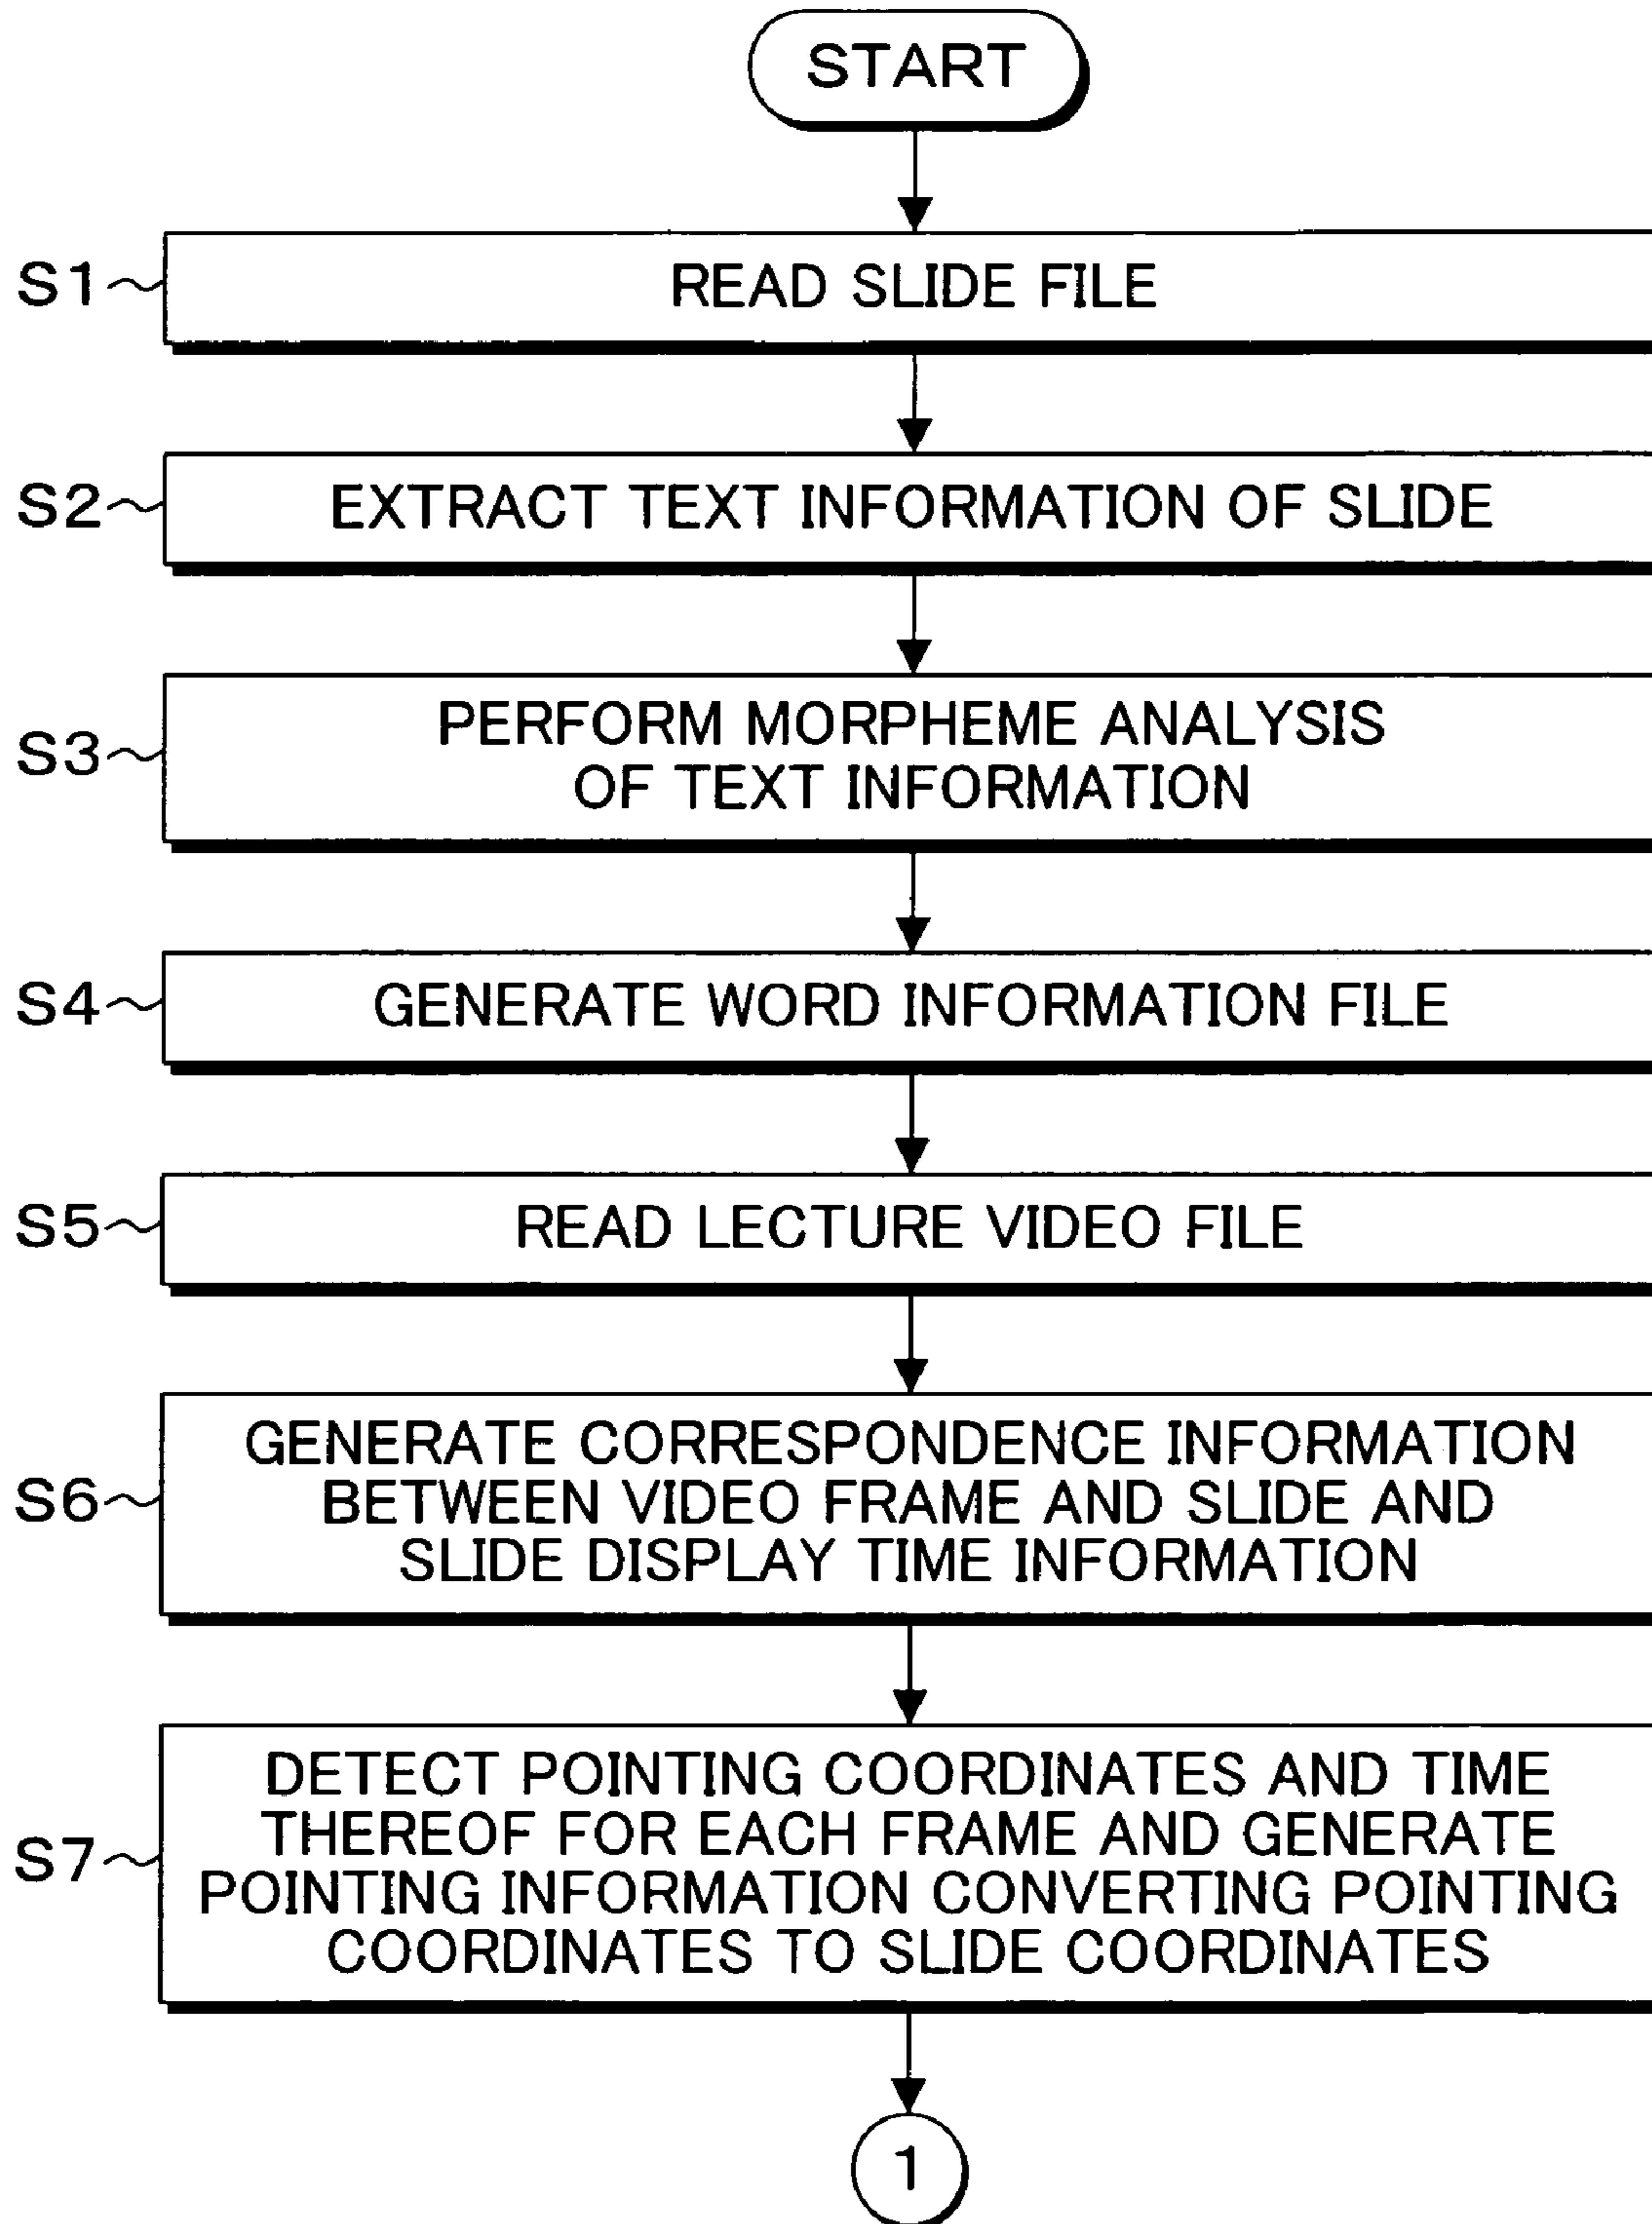 START
S1
READ SLIDE FILE
S2
EXTRACT TEXT INFORMATION OF SLIDE
S3
PERFORM MORPHEME ANALYSIS
OF TEXT INFORMATION
S4
GENERATE WORD INFORMATION FILE
S5
READ LECTURE VIDEO FILE
S6
GENERATE CORRESPONDENCE INFORMATION
BETWEEN VIDEO FRAME AND SLIDE AND
SLIDE DISPLAY TIME INFORMATION
S7
DETECT POINTING COORDINATES AND TIME
THEREOF FOR EACH FRAME AND GENERATE
POINTING INFORMATION CONVERTING POINTING
COORDINATES TO SLIDE COORDINATES
1